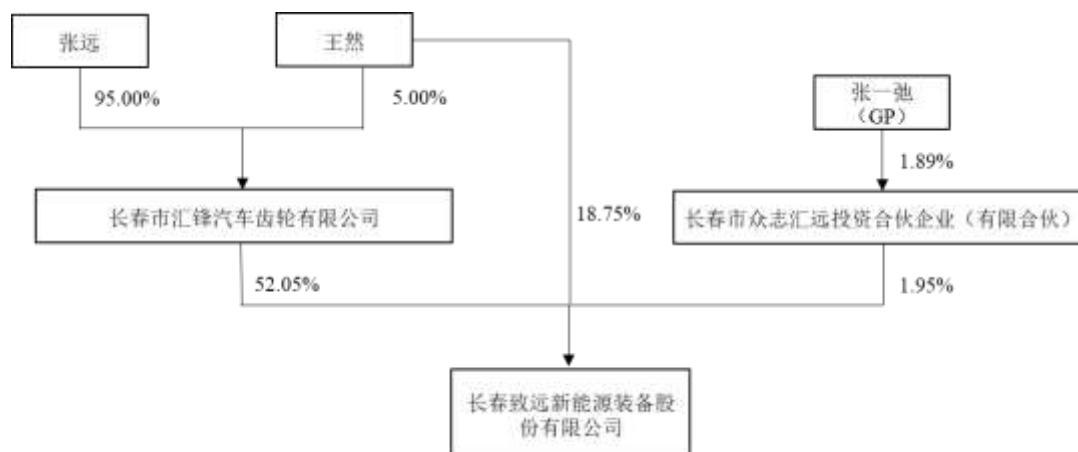 张远
王然
95.00%
5.00%
张一弛
（GP）
1.89%
长春市汇锋汽车齿轮有限公司
18.75%
长春市众志汇远投资合伙企业（有限合伙）
52.05%
1.95%
长春致远新能源装备股
份有限公司